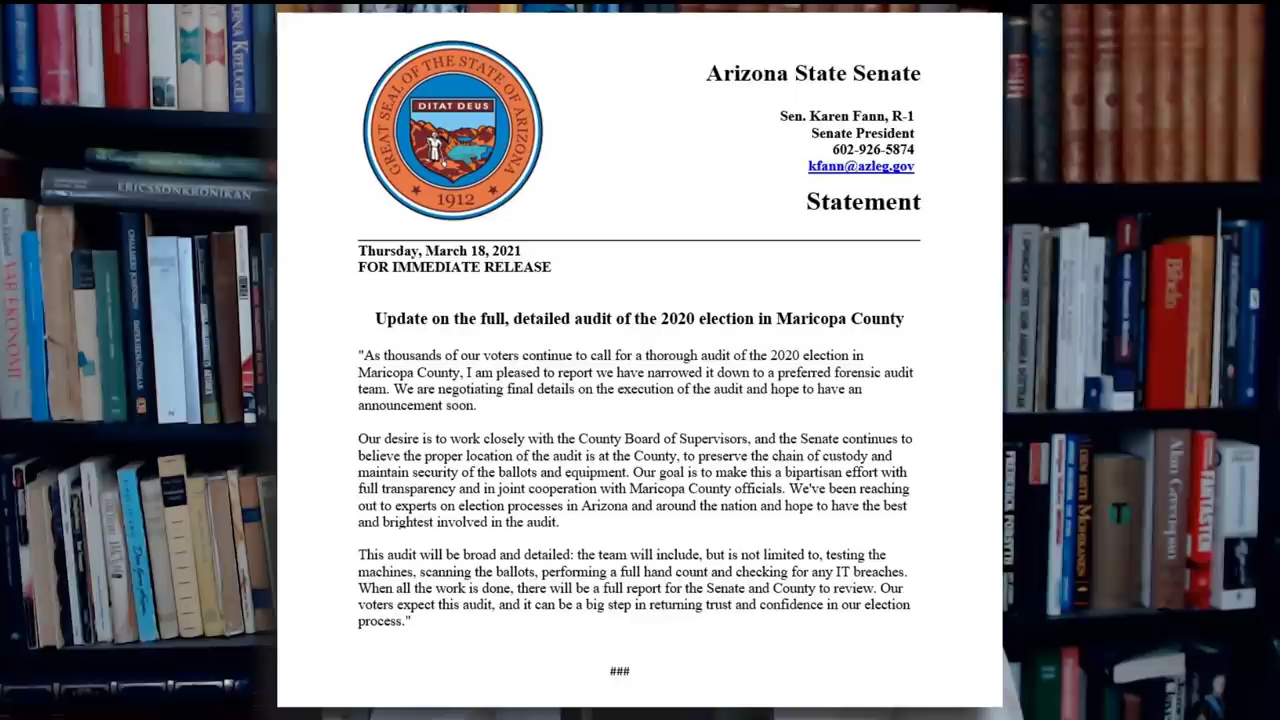 GREAT SEAL OF THE STATE OF ARIZONA
DITAT DEUS
1912
Arizona State Senate
Sen. Karen Fann, R-1
Senate President
602-926-5874
kfann@azleg.gov
Statement
Thursday, March 18, 2021
FOR IMMEDIATE RELEASE
Update on the full, detailed audit of the 2020 election in Maricopa County
"As thousands of our voters continue to call for a thorough audit of the 2020 election in
Maricopa County, I am pleased to report we have narrowed it down to a preferred forensic audit
team. We are negotiating final details on the execution of the audit and hope to have an
announcement soon.
Our desire is to work closely with the County Board of Supervisors, and the Senate continues to
believe the proper location of the audit is at the County, to preserve the chain of custody and
maintain security of the ballots and equipment. Our goal is to make this a bipartisan effort with
full transparency and in joint cooperation with Maricopa County officials. We've been reaching
out to experts on election processes in Arizona and around the nation and hope to have the best
and brightest involved in the audit.
This audit will be broad and detailed: the team will include, but is not limited to, testing the
machines, scanning the ballots, performing a full hand count and checking for any IT breaches.
When all the work is done, there will be a full report for the Senate and County to review. Our
voters expect this audit, and it can be a big step in returning trust and confidence in our election
process."
###
ERICSSONKRÖNIKAN
KREUGER
FREDERICK FORSYTH
Alan Greenspan